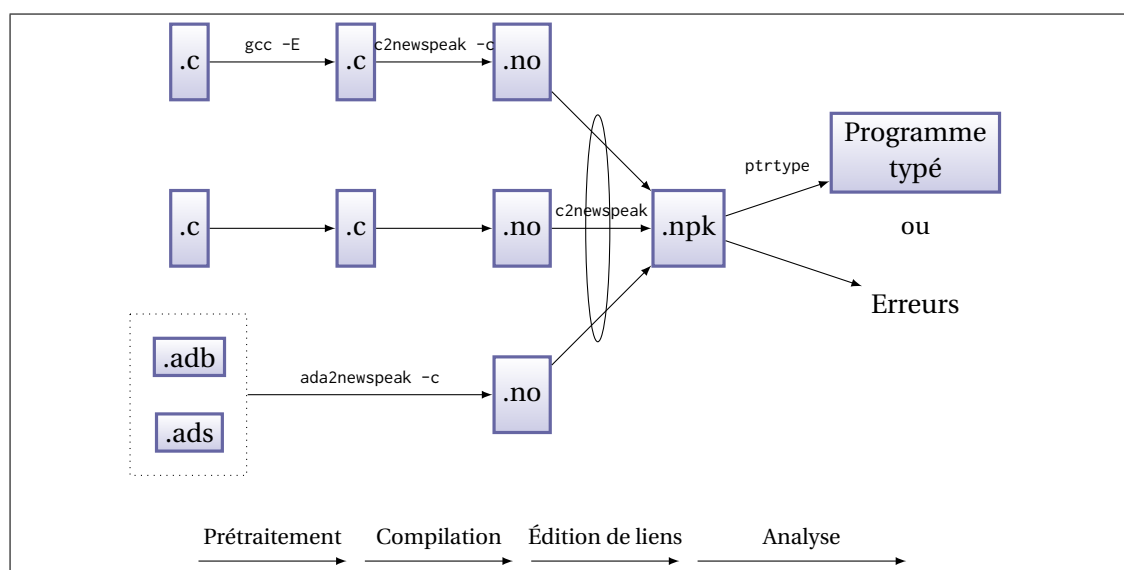 .c
gcc -E
.c
c2newspeak -c
.no
Programme
typé
ptrtype
.c
.c
.no
c2newspeak
.npk
ou
Erreurs
.adb
.ads
ada2newspeak -c
.no
Prétraitement
Compilation
Édition de liens
Analyse